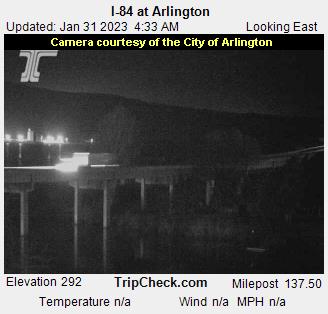 I-84 at Arlington
Updated: Jan 31 2023 4:33 AM Looking East
Camera courtesy of the City of Arlington
Elevation 292 TripCheck.com Milepost 137.50
Temperature n/a Wind n/a MPH n/a